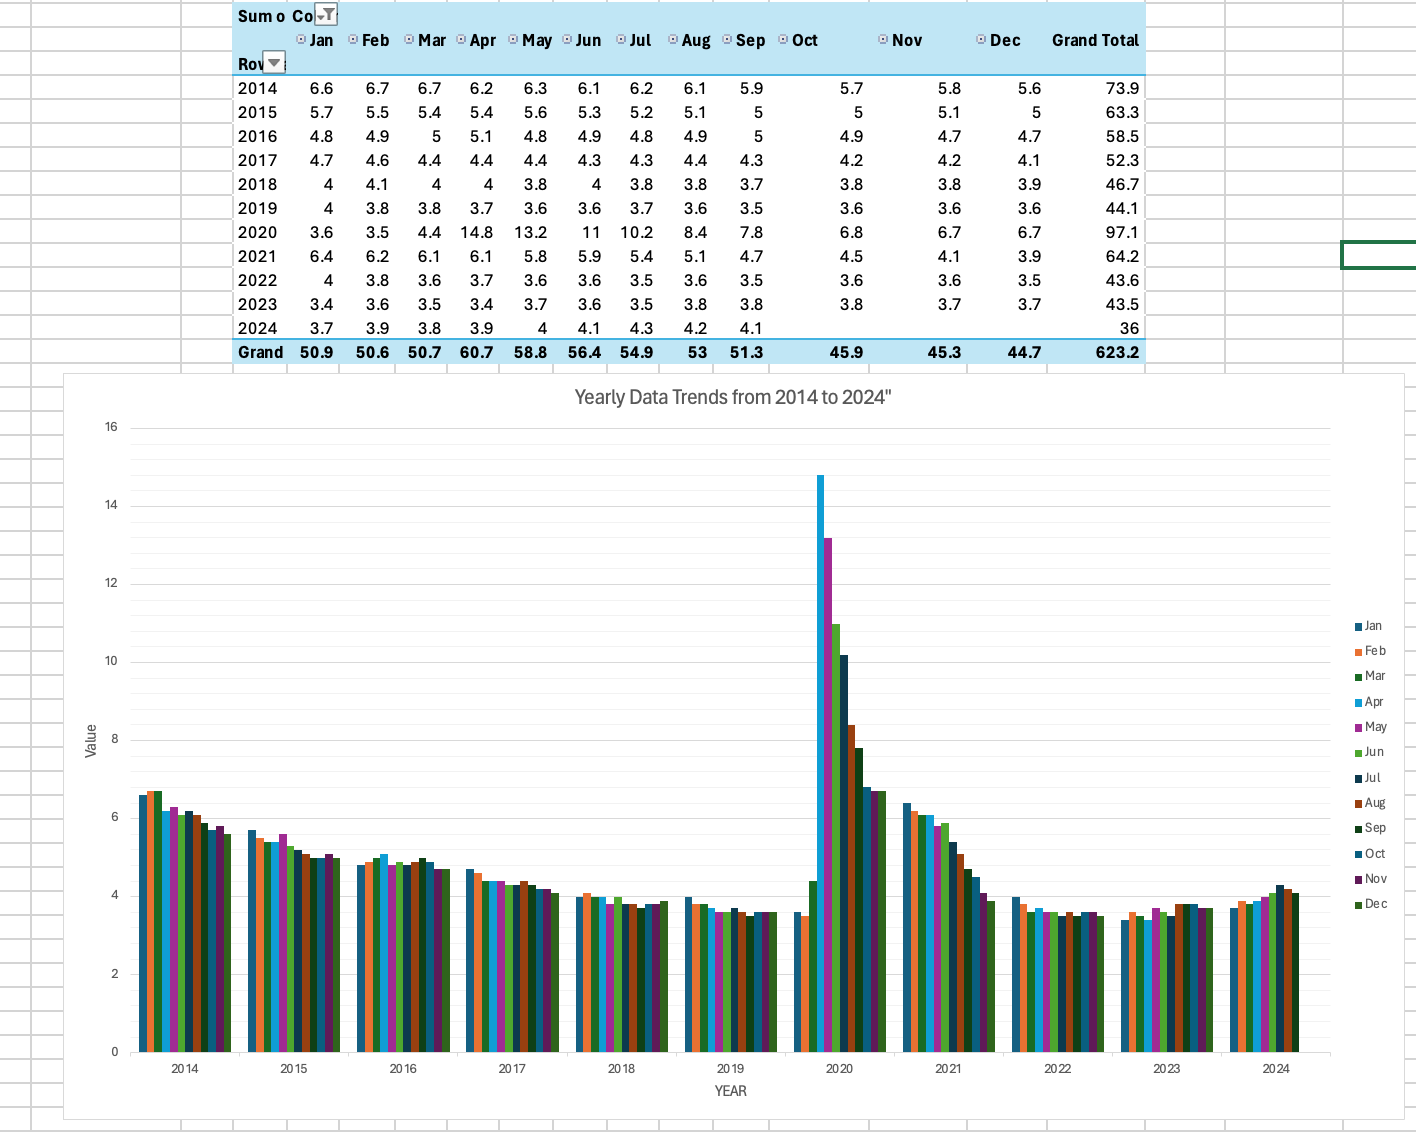 Sum o Co
Jan Feb Mar Apr May Jun Jul Aug Sep Oct Nov Dec Grand Total
Row
2014 6.6 6.7 6.7 6.2 6.3 6.1 6.2 6.1 5.9 5.7 5.8 5.6 73.9
2015 5.7 5.5 5.4 5.4 5.6 5.3 5.2 5.1 5 5 5.1 5 63.3
2016 4.8 4.9 5 5.1 4.8 4.9 4.8 4.9 5 4.9 4.7 4.7 58.5
2017 4.7 4.6 4.4 4.4 4.4 4.3 4.3 4.4 4.3 4.2 4.2 4.1 52.3
2018 4 4.1 4 4 3.8 4 3.8 3.8 3.7 3.8 3.8 3.9 46.7
2019 4 3.8 3.8 3.7 3.6 3.6 3.7 3.6 3.5 3.6 3.6 3.6 44.1
2020 3.6 3.5 4.4 14.8 13.2 11 10.2 8.4 7.8 6.8 6.7 6.7 97.1
2021 6.4 6.2 6.1 6.1 5.8 5.9 5.4 5.1 4.7 4.5 4.1 3.9 64.2
2022 4 3.8 3.6 3.7 3.6 3.6 3.5 3.6 3.5 3.6 3.6 3.5 43.6
2023 3.4 3.6 3.5 3.4 3.7 3.6 3.5 3.8 3.8 3.8 3.7 3.7 43.5
2024 3.7 3.9 3.8 3.9 4 4.1 4.3 4.2 4.1 36
Grand 50.9 50.6 50.7 60.7 58.8 56.4 54.9 53 51.3 45.9 45.3 44.7 623.2
Yearly Data Trends from 2014 to 2024"
16
14
12
10
8
6
4
2
0
Value
2014 2015 2016 2017 2018 2019 2020 2021 2022 2023 2024
YEAR
Jan
Feb
Mar
Apr
May
Jun
Jul
Aug
Sep
Oct
Nov
Dec